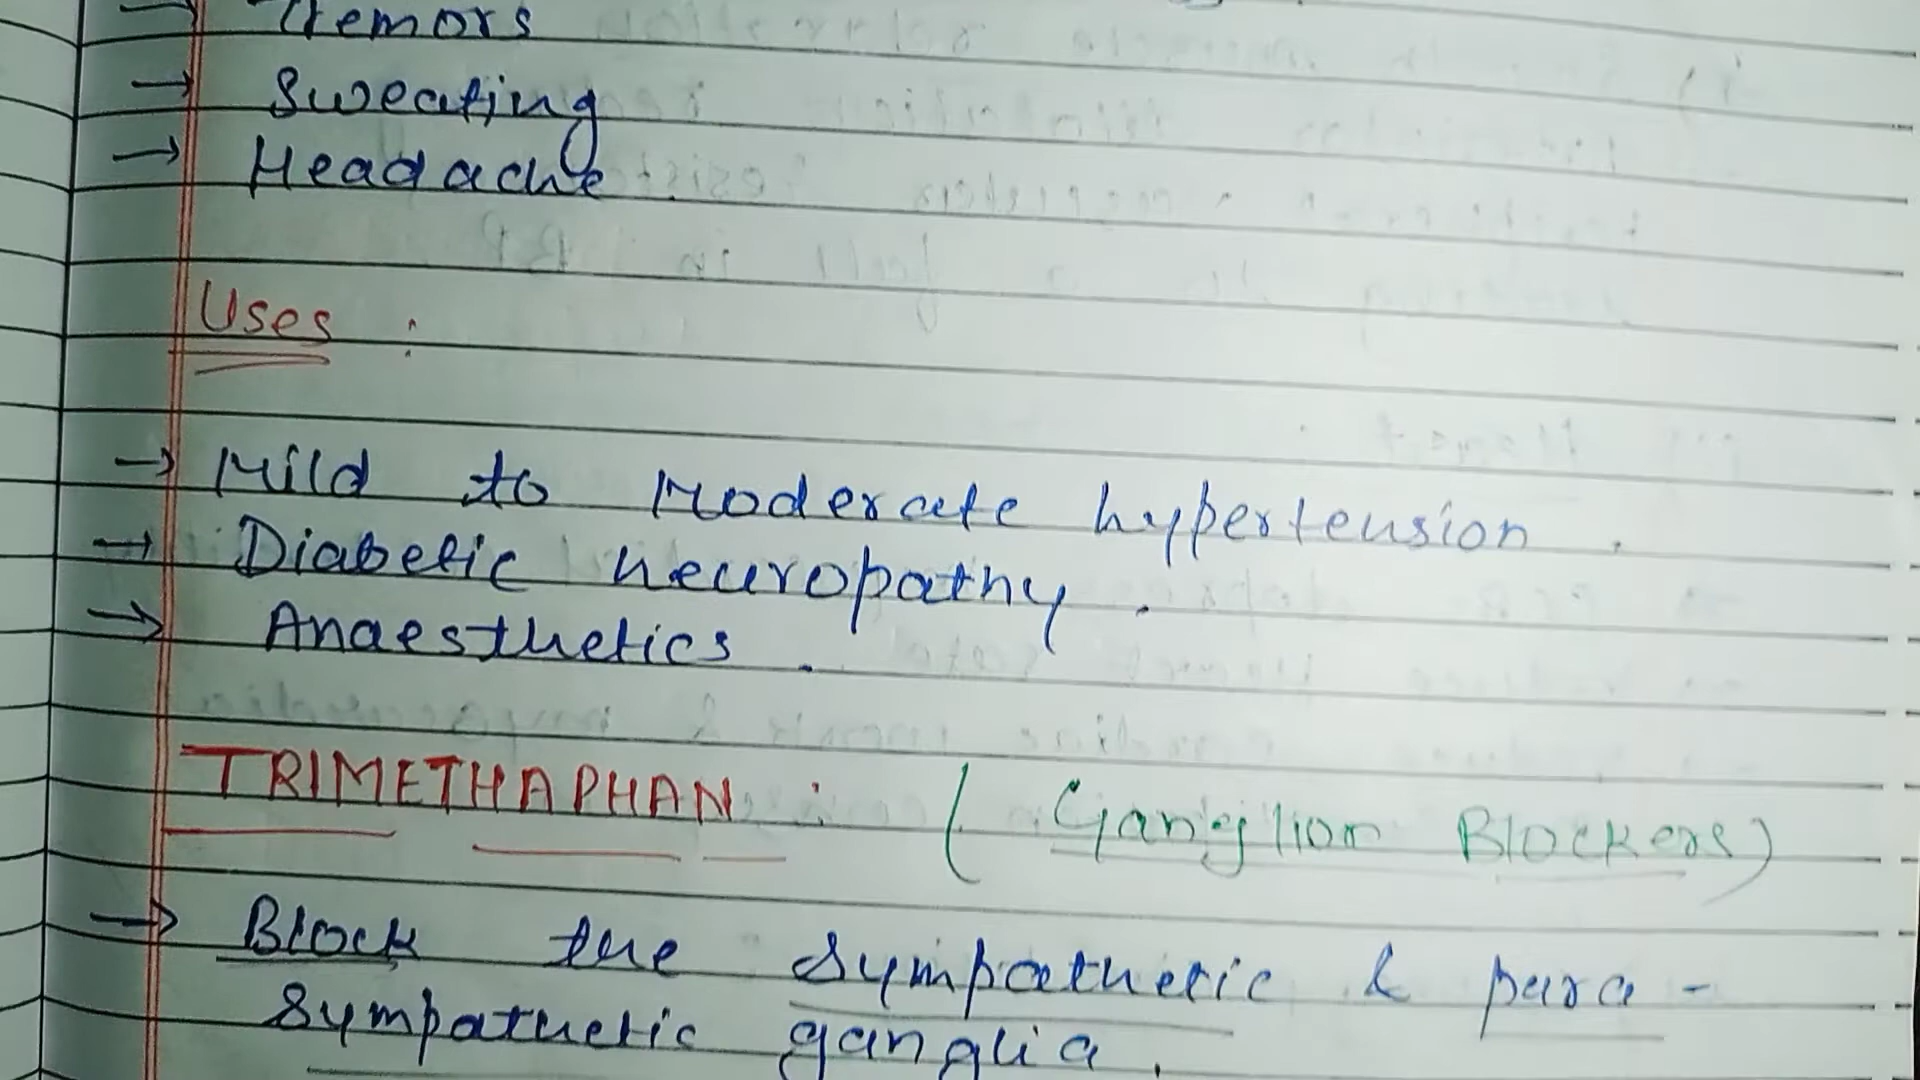 → Tremors
→ Sweating
→ Headache
Uses :
→ Mild to Moderate hypertension.
→ Diabetic neuropathy.
→ Anaesthetics.
TRIMETHAPHAN : ( Ganglion Blockers)
→ Block the sympathetic & para -
sympathetic ganglia.